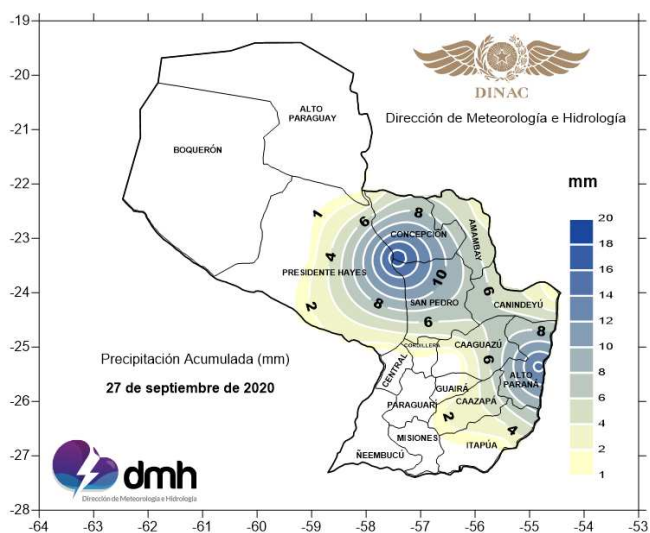 -19
-20
-21
-22
-23
-24
-25
-26
-27
-28
-64 -63 -62 -61 -60 -59 -58 -57 -56 -55 -54 -53
DINAC
Dirección de Meteorología e Hidrología
ALTO
PARAGUAY
BOQUERÓN
mm
20
18
16
14
12
10
8
6
4
2
1
1
6
8
CONCEPCIÓN
AMAMBAY
4
PRESIDENTE HAYES
10
6
2
8
SAN PEDRO
CANINDEYÚ
6
8
CORDILLERA
CAAGUAZÚ
6
CENTRAL
ALTO
PARANÁ
GUAIRÁ
CAAZAPÁ
PARAGUARÍ
2
4
MISIONES
ITAPÚA
ÑEEMBUCÚ
Precipitación Acumulada (mm)
27 de septiembre de 2020
dmh
Dirección de Meteorología e Hidrología